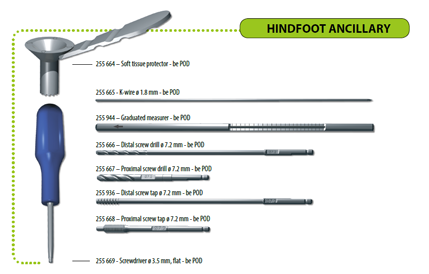 HINDFOOT ANCILLARY
255 664 – Soft tissue protector - be POD
255 665 - K-wire ø 1.8 mm - be POD
255 944 – Graduated measurer - be POD
255 666 – Distal screw drill ø 7.2 mm - be POD
255 667 – Proximal screw drill ø 7.2 mm - be POD
255 936 – Distal screw tap ø 7.2 mm - be POD
255 668 – Proximal screw tap ø 7.2 mm - be POD
255 669 - Screwdriver ø 3.5 mm, flat - be POD